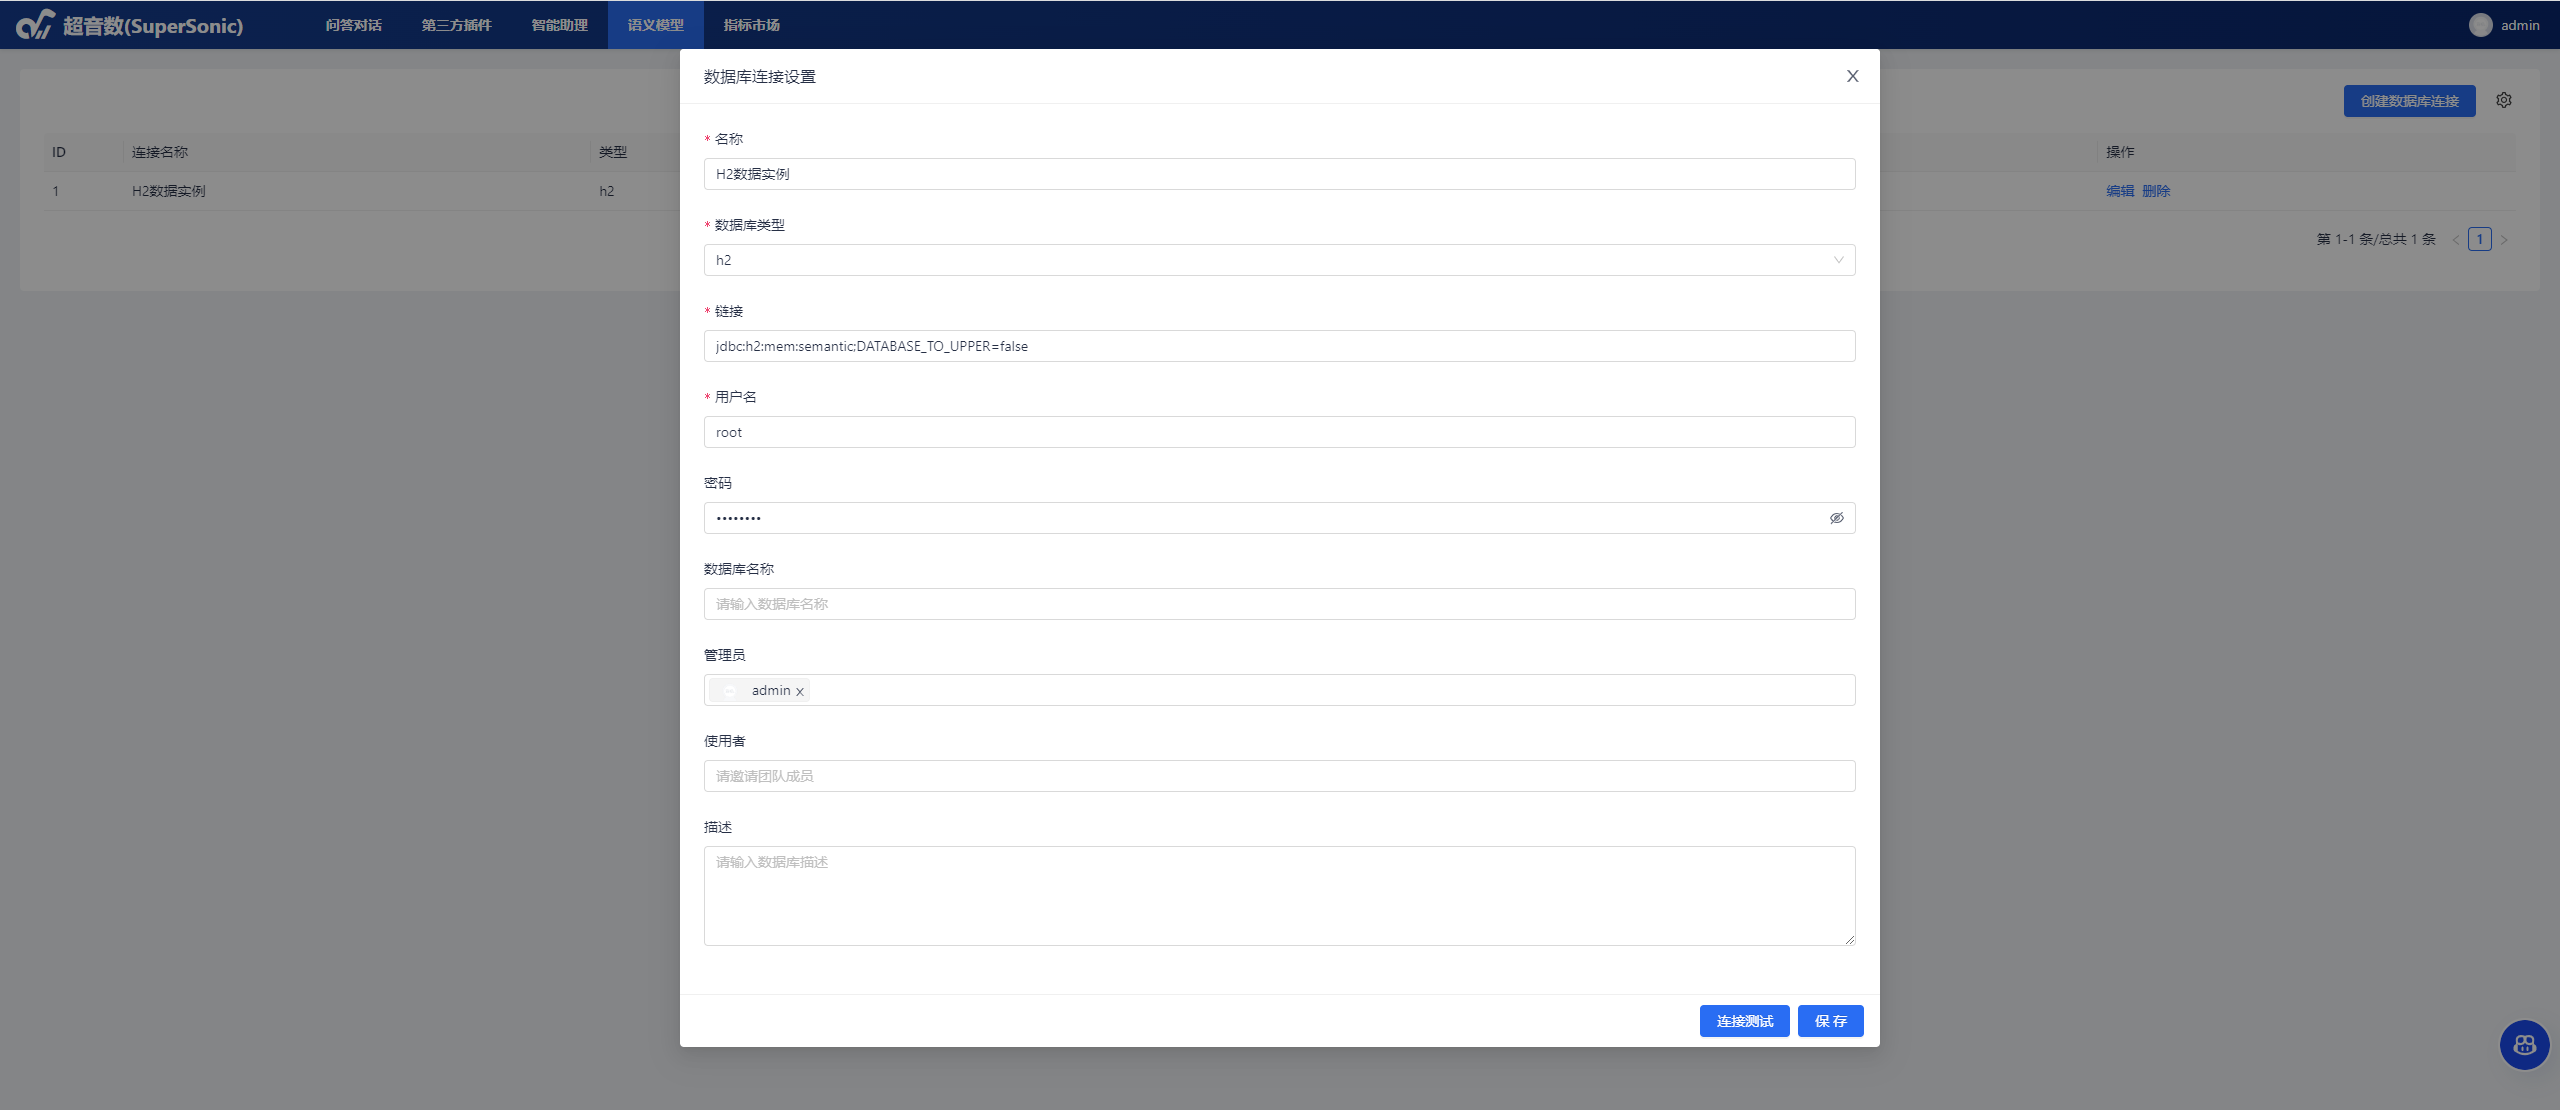 超音数(SuperSonic)
问答对话
第三方插件
智能助理
语义模型
指标市场
admin
数据库连接设置
创建数据库连接
ID
连接名称
类型
操作
1
H2数据实例
h2
编辑 删除
第 1-1 条/总共 1 条
1
* 名称
H2数据实例
* 数据库类型
h2
* 链接
jdbc:h2:mem:semantic;DATABASE_TO_UPPER=false
* 用户名
root
密码
••••••••
数据库名称
请输入数据库名称
管理员
admin
使用者
请邀请团队成员
描述
请输入数据库描述
连接测试
保 存